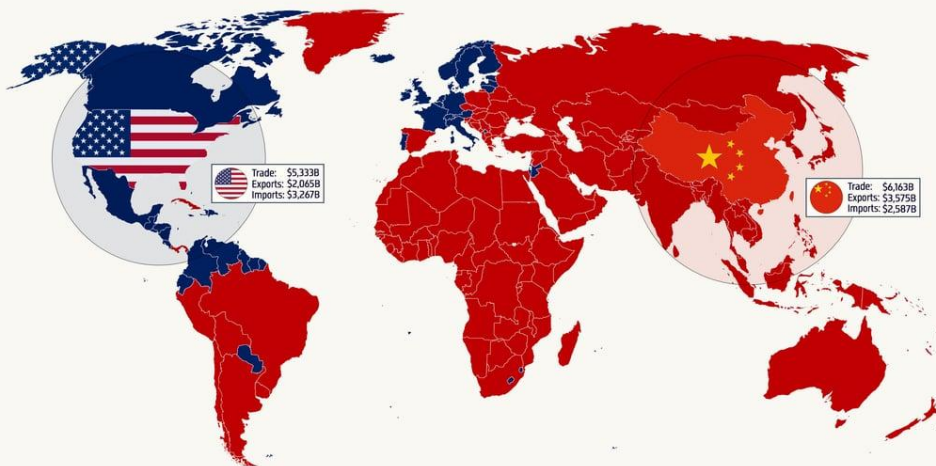 Trade: $5,333B
Exports: $2,065B
Imports: $3,267B
Trade: $6,163B
Exports: $3,575B
Imports: $2,587B